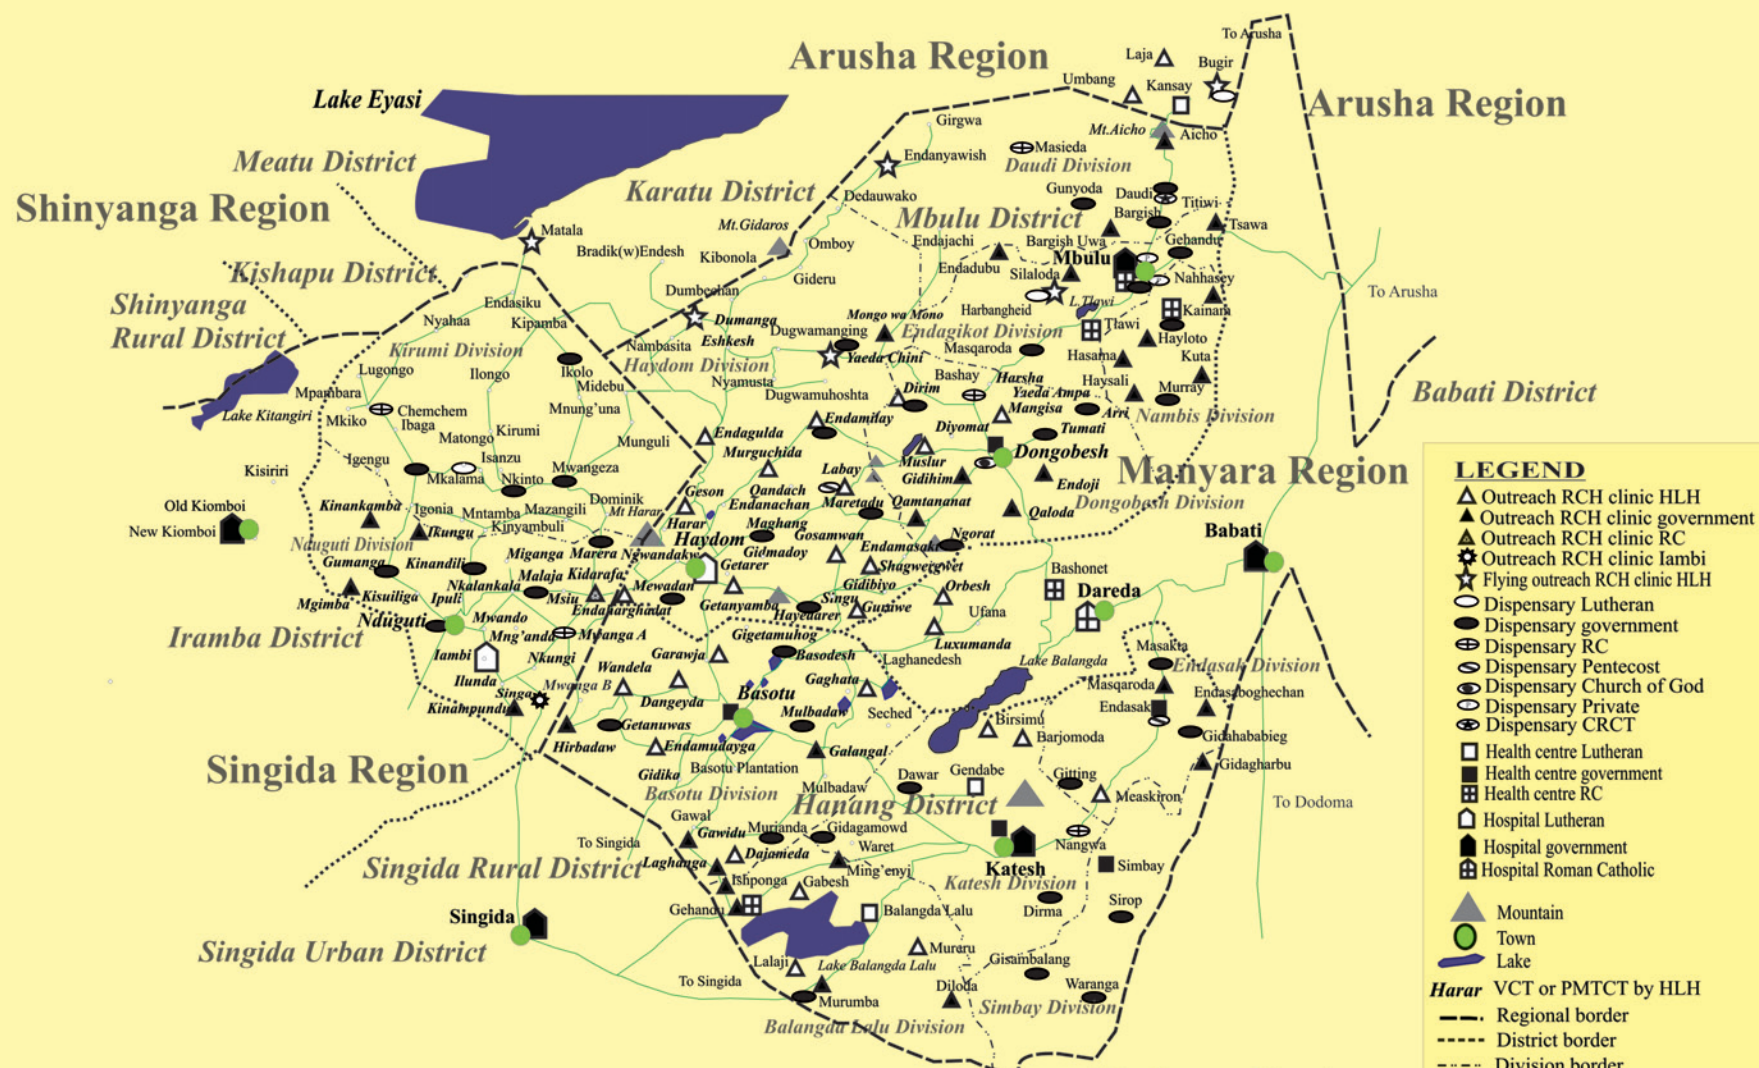 To Arusha
Arusha Region
Laja
Bugir
Umbang
Kansay
Lake Eyasi
Arusha Region
Girgwa
Mt.Aicho
Aicho
Meatu District
Endanyawish
Masieda
Daudi Division
Karatu District
Gunyoda
Daudi
Dedauwako
Titiwi
Shinyanga Region
Mbulu District
Bargish
Tsawa
Mt.Gidaros
Matala
Omboy
Endajachi
Bargish Uwa
Gehandu
Bradik(w)Endesh
Kibonola
Endadubu
Mbulu
Silaloda
Nahhasey
Kishapu District
Gideru
Dumbechan
To Arusha
Shinyanga
Rural District
Endasiku
L.Tlawi
Harbangheid
Kainam
Nyahaa
Kipamba
Dumanga
Mongo wa Mono
Tlawi
Dugwamanging
Endagikot Division
Eshkesh
Nambasita
Hayloto
Kirumi Division
Haydom Division
Yaeda Chini
Masqaroda
Hasama
Kuta
Lugongo
Ilongo
Ikolo
Nyamusta
Bashay
Harsha
Haysali
Murray
Mpambara
Midebu
Dugwamuhoshta
Dirim
Yaeda Ampa
Babati District
Lake Kitangiri
Mkiko
Chemchem
Ibaga
Mnung'una
Mangisa
Arri
Nambis Division
Endamilay
Diyomat
Tumati
Matongo
Kirumi
Munguli
Endagulda
Igengu
Isanzu
Murguchida
Muslur
Dongobesh
Kisiriri
Mkalama
Nkinto
Mwangeza
Labay
Gidihim
Endoji
Manyara Region
Geson
Qandach
Old Kiomboi
Kinankamba
Igonia
Dominik
Endanachan
Maretadu
Qamtananat
Qaloda
Dongobesh Division
New Kiomboi
Mntamba
Mazangili
Mt Harar
Harar
Maghang
Kinyambuli
Ikungu
Nduguti Division
Haydom
Gosamwan
Ngorat
Babati
Miganga
Marera
Ngwandakw
Gidmadoy
Endamasaki
Gumanga
Kinandili
Getarer
Shagwergwet
Bashonet
Malaja
Kidarafa
Nkalankala
Mewadan
Gidibiyo
Orbesh
Dareda
Mgimba
Kisuiliga
Ipuli
Msiu
Getanyamba
Singu
Endaharghadat
Hayedarer
Guruwe
Ufana
Nduguti
Mwando
Iramba District
Mng'anda
Mwanga A
Gigetamuhog
Luxumanda
Masakta
Iambi
Nkungi
Garawja
Basodesh
Wandela
Laghanedesh
Lake Balangda
Endasak Division
Ilunda
Mwanga B
Gaghata
Masqaroda
Singa
Basotu
Endasaboghechan
Kinampundu
Dangeyda
Mulbadaw
Seched
Birsimu
Endasak
Getanuwas
Gidahababieg
Hirbadaw
Endamudayga
Galangal
Barjomoda
Singida Region
Gidika
Basotu Plantation
Gidagharbu
Dawar
Gendabe
Gitting
Basotu Division
Mulbadaw
Hanang District
Measkiron
To Dodoma
Gawal
Gawidu
Murjanda
Gidagamowd
To Singida
Waret
Nangwa
Singida Rural District
Laghanga
Dajameda
Ming'enyi
Katesh
Simbay
Ishponga
Gabesh
Katesh Division
Gehandu
Balangda Lalu
Dirma
Sirop
Singida
Singida Urban District
Mureru
Gisambalang
Lalaji
Lake Balangda Lalu
To Singida
Diloda
Waranga
Murumba
Simbay Division
Balangda Lalu Division
LEGEND
Outreach RCH clinic HLH
Outreach RCH clinic government
Outreach RCH clinic RC
Outreach RCH clinic Iambi
Flying outreach RCH clinic HLH
Dispensary Lutheran
Dispensary government
Dispensary RC
Dispensary Pentecost
Dispensary Church of God
Dispensary Private
Dispensary CRCT
Health centre Lutheran
Health centre government
Health centre RC
Hospital Lutheran
Hospital government
Hospital Roman Catholic
Mountain
Town
Lake
Harar VCT or PMTCT by HLH
Regional border
District border
Division border